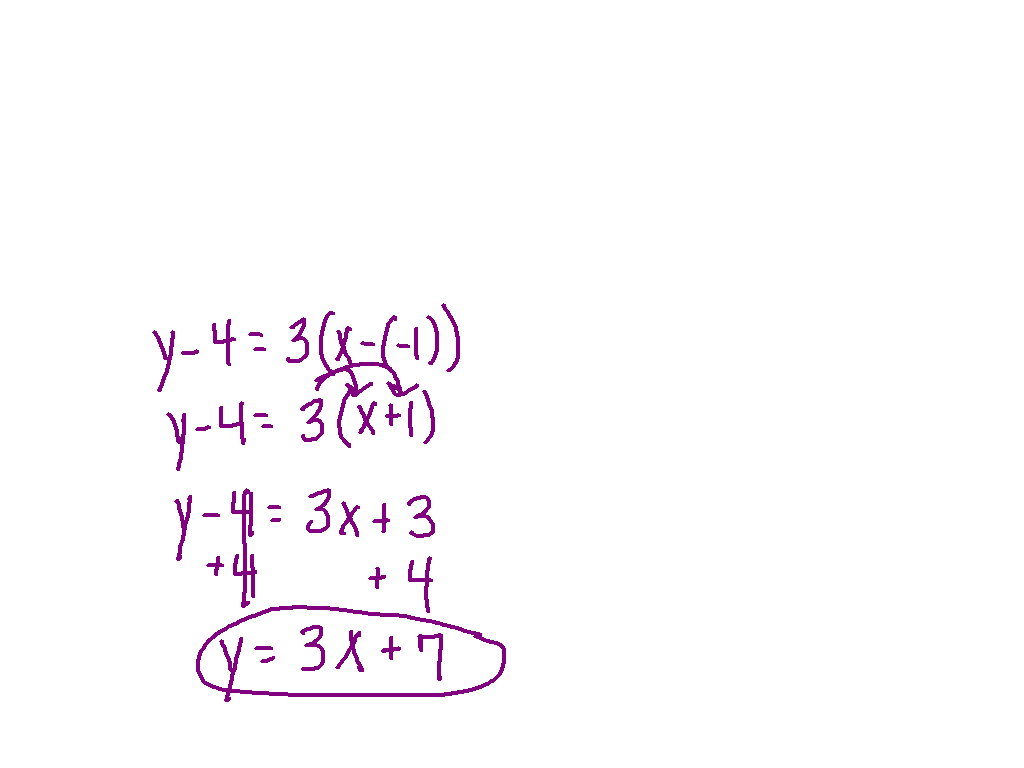 y - 4 = 3(x - (-1))
y - 4 = 3(x + 1)
y - 4 = 3x + 3
+4 + 4
y = 3x + 7